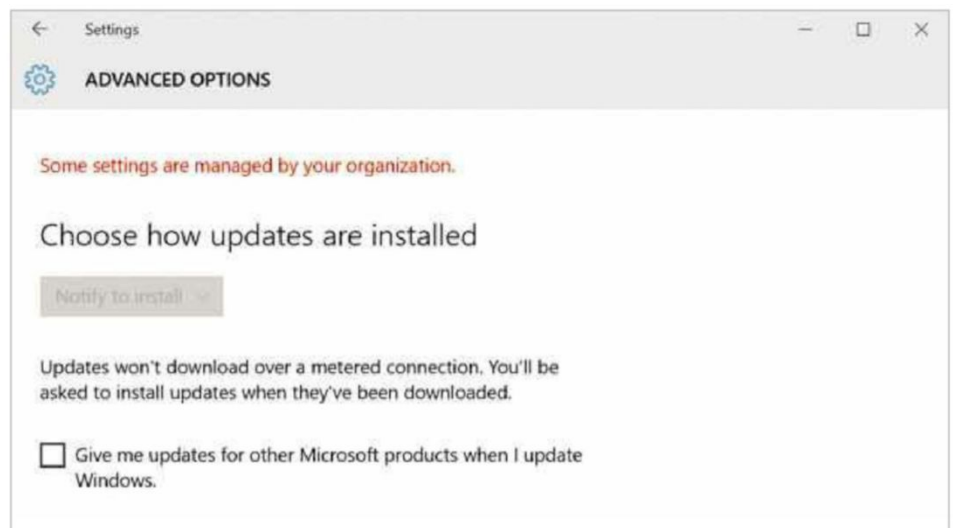 Settings
ADVANCED OPTIONS
Some settings are managed by your organization.
Choose how updates are installed
Notify to install
Updates won't download over a metered connection. You'll be
asked to install updates when they've been downloaded.
Give me updates for other Microsoft products when I update
Windows.